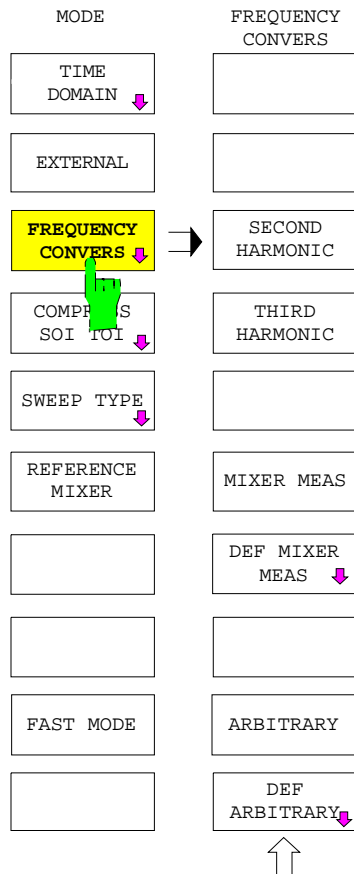 MODE
TIME
DOMAIN
EXTERNAL
FREQUENCY
CONVERS
SOI TOI
SWEEP TYPE
REFERENCE
MIXER
FAST MODE
FREQUENCY
CONVERS
SECOND
HARMONIC
THIRD
HARMONIC
MIXER MEAS
DEF MIXER
MEAS
ARBITRARY
DEF
ARBITRARY